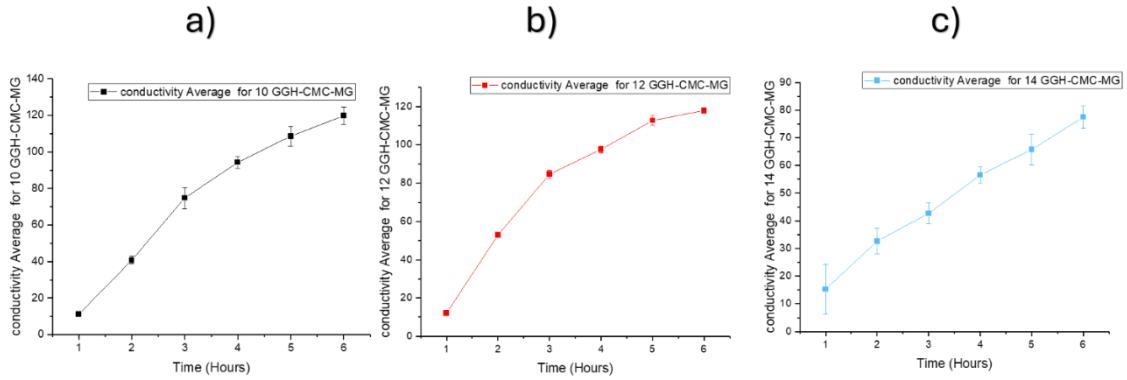 a)
conductivity Average for 10 GGH-CMC-MG
conductivity Average for 10 GGH-CMC-MG
140
120
100
80
60
40
20
0
1 2 3 4 5 6
Time (Hours)
b)
conductivity Average for 12 GGH-CMC-MG
conductivity Average for 12 GGH-CMC-MG
120
100
80
60
40
20
0
1 2 3 4 5 6
Time (Hours)
c)
conductivity Average for 14 GGH-CMC-MG
conductivity Average for 14 GGH-CMC-MG
90
80
70
60
50
40
30
20
10
0
1 2 3 4 5 6
Time (Hours)